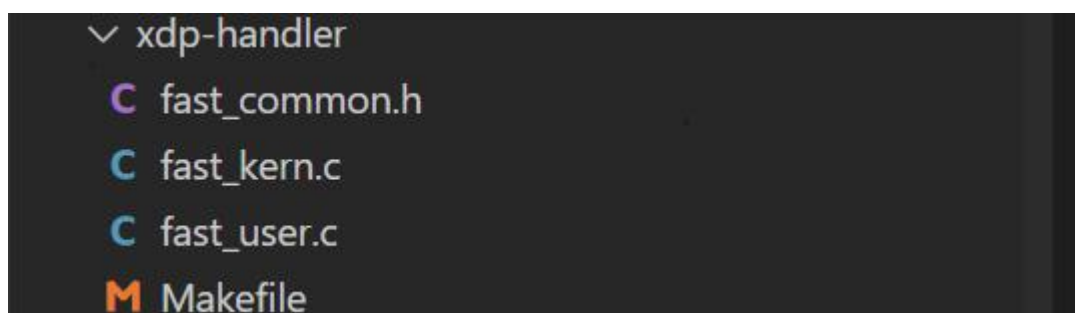 xdp-handler
C fast_common.h
C fast_kern.c
C fast_user.c
M Makefile